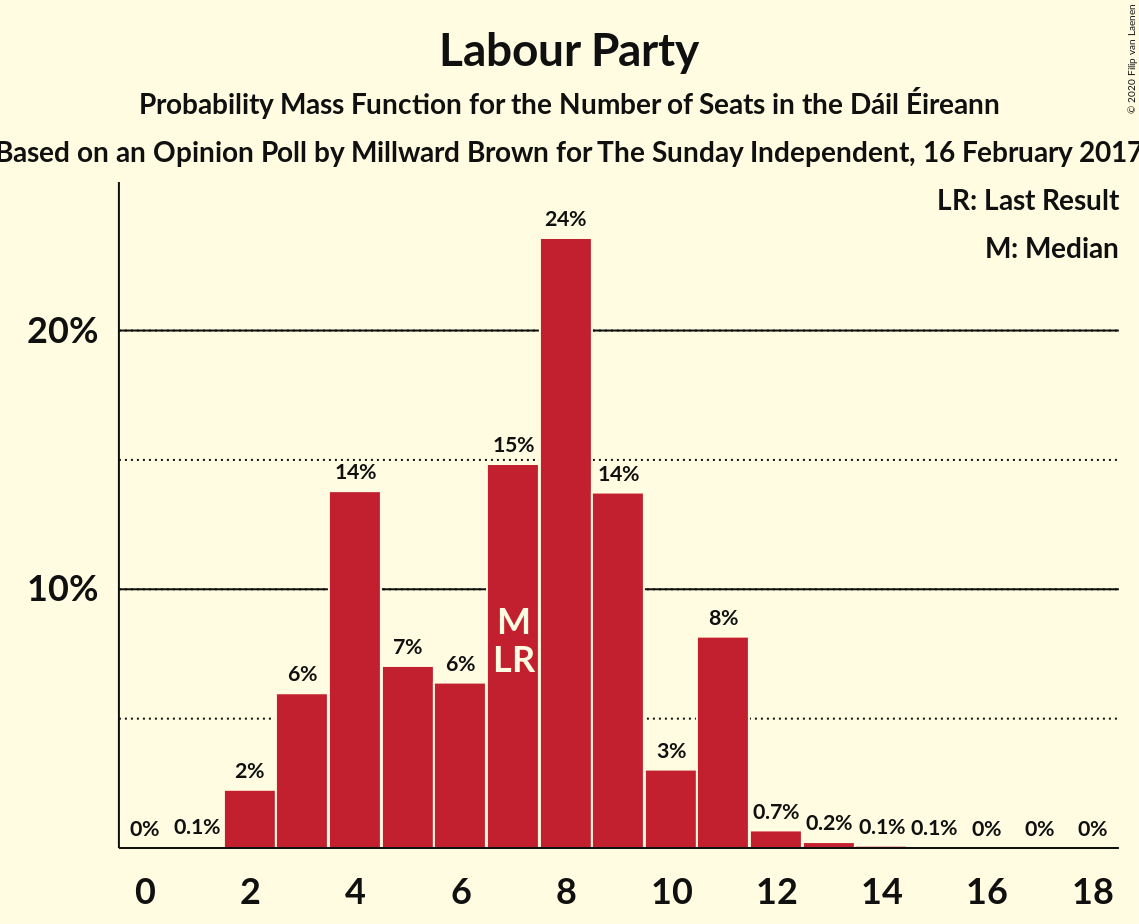 Labour Party
Probability Mass Function for the Number of Seats in the Dáil Éireann
Based on an Opinion Poll by Millward Brown for The Sunday Independent, 16 February 2017
© 2020 Filip van Laenen
LR: Last Result
M: Median
20%
10%
0%
0.1%
2%
6%
14%
7%
6%
15%
24%
14%
3%
8%
0.7%
0.2%
0.1%
0.1%
0%
0%
0%
M
LR
0 2 4 6 8 10 12 14 16 18